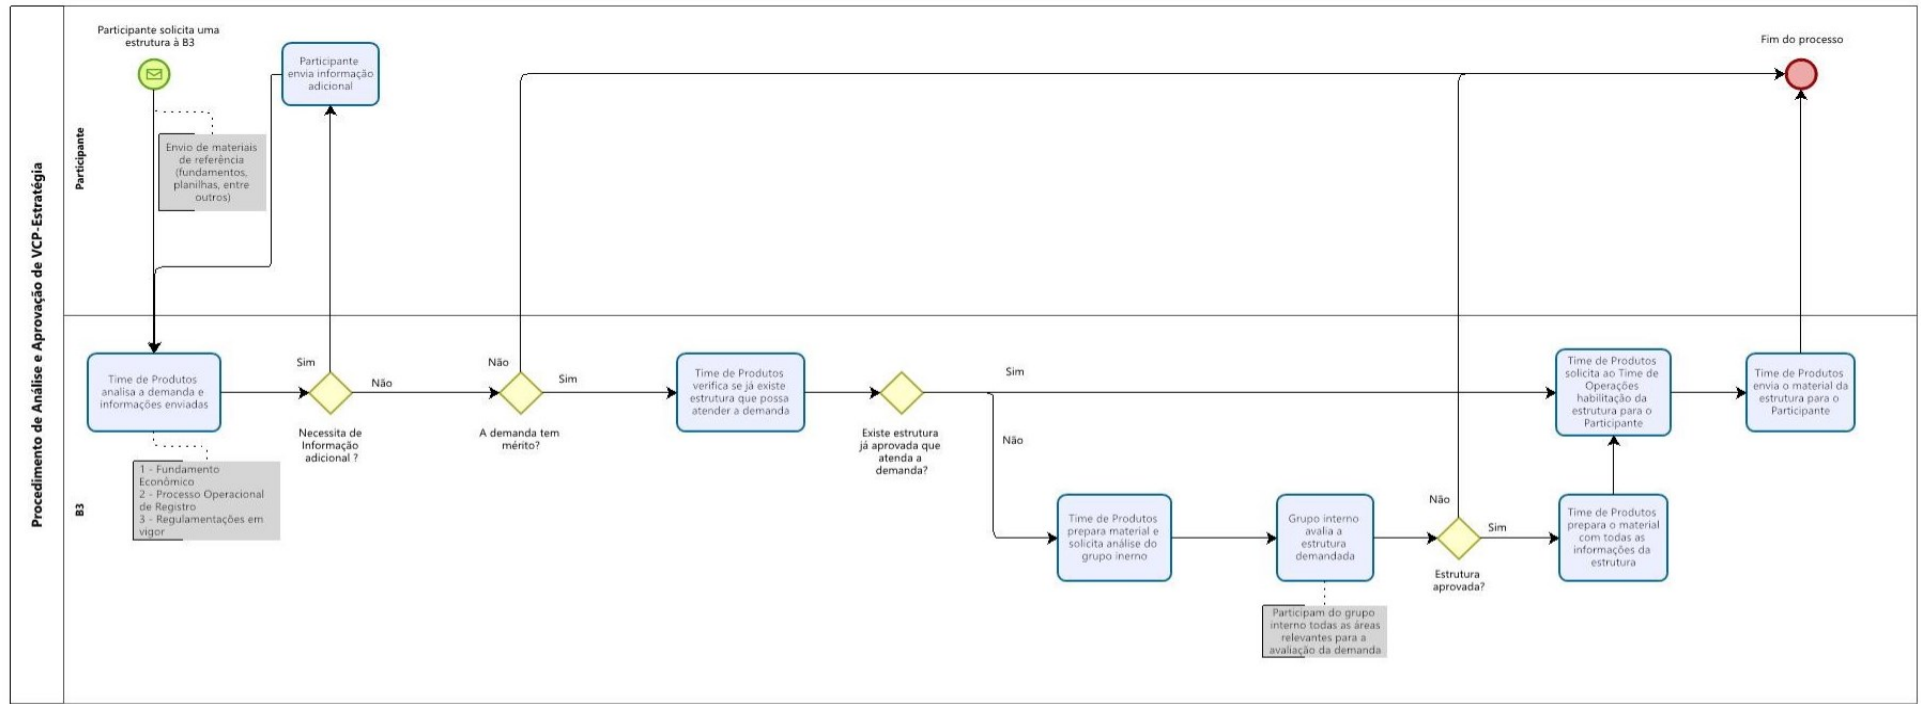 Procedimento de Análise e Aprovação de VCP-Estratégia
Participante
Participante solicita uma
estrutura à B3
Envio de materiais
de referência
(fundamentos,
planilhas, entre
outros)
Participante
envia informação
adicional
Fim do processo
B3
Time de Produtos
analisa a demanda e
informações enviadas
1 - Fundamento
Econômico
2 - Processo Operacional
de Registro
3 - Regulamentações em
vigor
Sim
Não
Necessita de
Informação
adicional ?
Não
Sim
A demanda tem
mérito?
Time de Produtos
verifica se já existe
estrutura que possa
atender a demanda
Existe estrutura
já aprovada que
atenda a
demanda?
Sim
Não
Time de Produtos
prepara material e
solicita análise do
grupo inerno
Grupo interno
avalia a
estrutura
demandada
Participam do grupo
interno todas as áreas
relevantes para a
avaliação da demanda
Não
Sim
Estrutura
aprovada?
Time de Produtos
prepara o material
com todas as
informações da
estrutura
Time de Produtos
solicita ao Time de
Operações
habilitação da
estrutura para o
Participante
Time de Produtos
envia o material da
estrutura para o
Participante